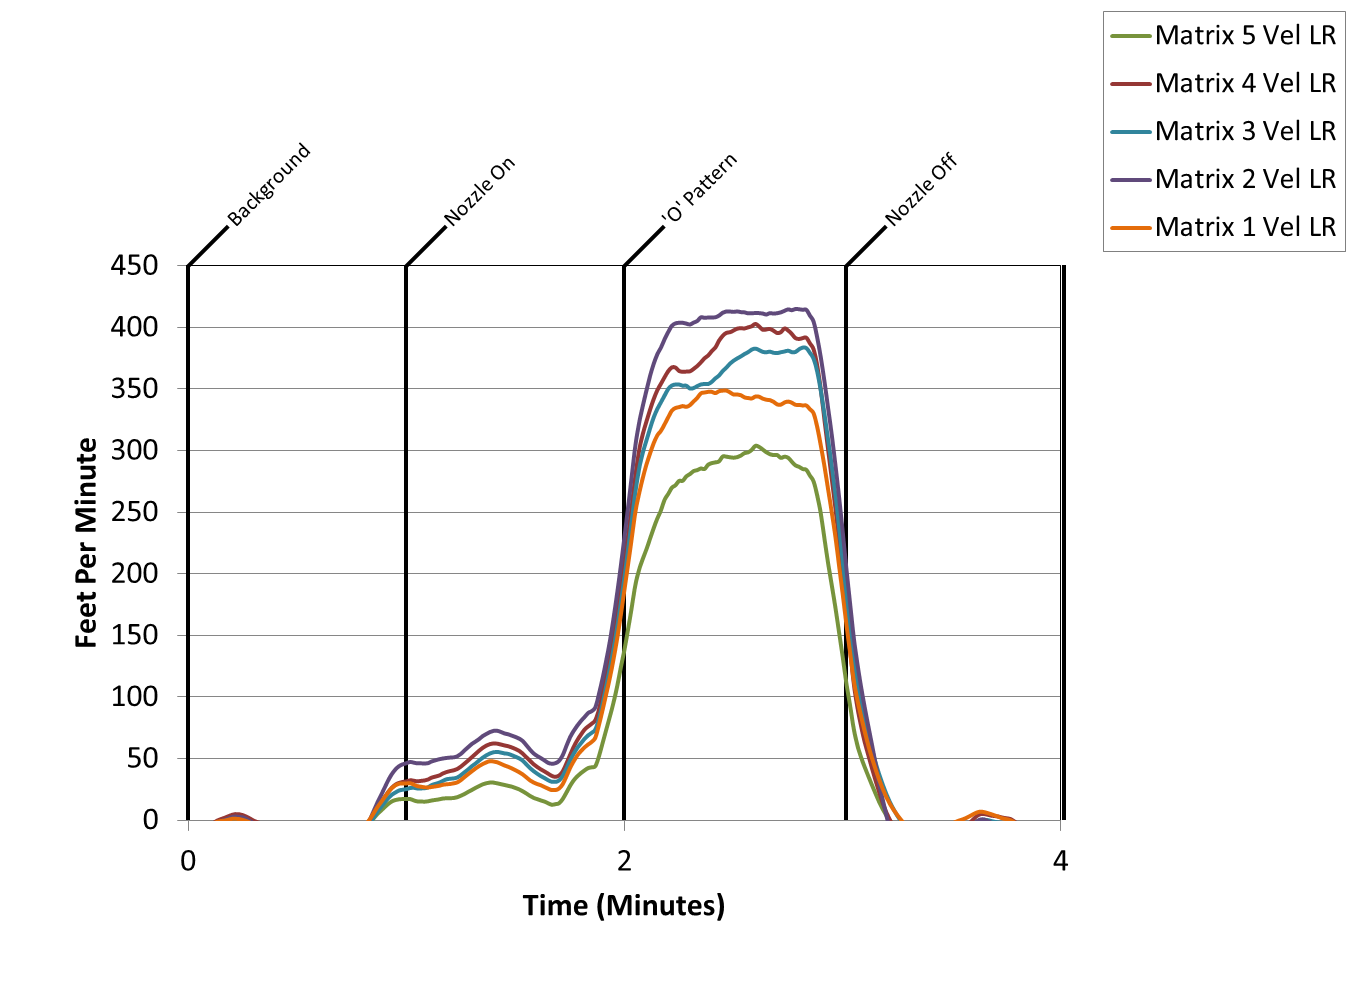 Matrix 5 Vel LR
Matrix 4 Vel LR
Matrix 3 Vel LR
Matrix 2 Vel LR
Matrix 1 Vel LR
Background
Nozzle On
'O' Pattern
Nozzle Off
450
400
350
300
250
200
150
100
50
0
Feet Per Minute
0 2 4
Time (Minutes)